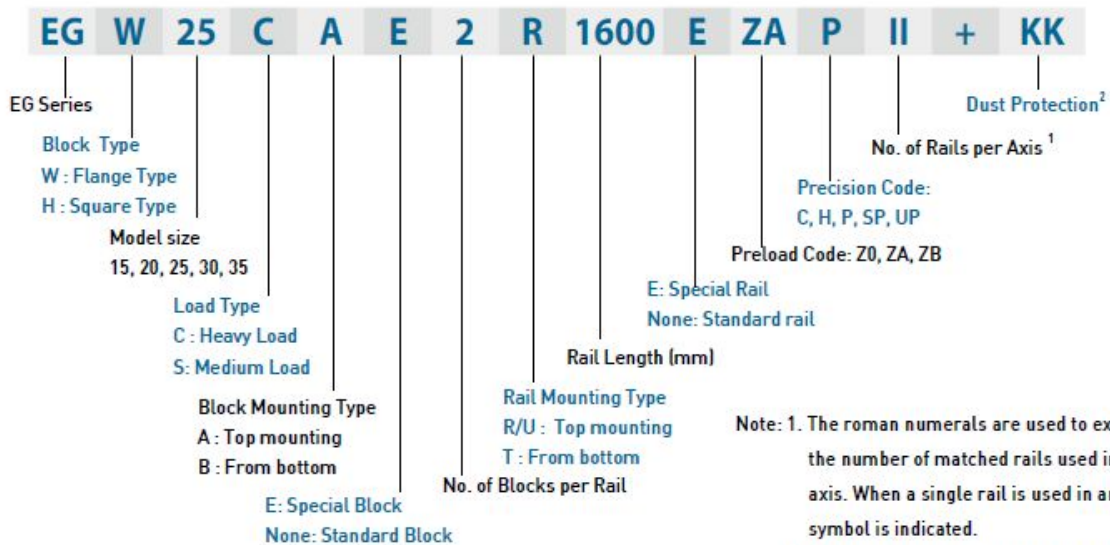 EG W 25 C A E 2 R 1600 E ZA P II + KK
EG Series
Block Type
W : Flange Type
H : Square Type
Model size
15, 20, 25, 30, 35
Load Type
C : Heavy Load
S: Medium Load
Block Mounting Type
A : Top mounting
B : From bottom
E: Special Block
None: Standard Block
No. of Blocks per Rail
Rail Mounting Type
R/U : Top mounting
T : From bottom
Rail Length (mm)
E: Special Rail
None: Standard rail
Preload Code: Z0, ZA, ZB
Precision Code:
C, H, P, SP, UP
No. of Rails per Axis 1
Dust Protection2
Note: 1. The roman numerals are used to
the number of matched rails used
axis. When a single rail is used in
symbol is indicated.